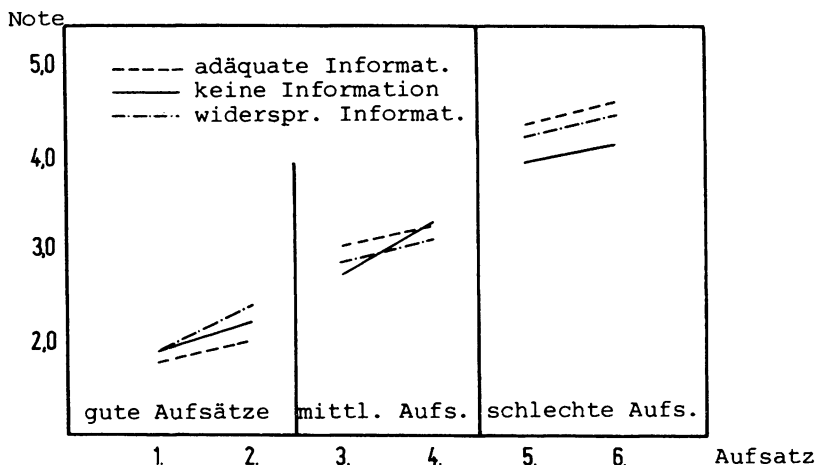 Note
5,0
adäquate Informat.
keine Information
widerspr. Informat.
4,0
3,0
2,0
gute Aufsätze mittl. Aufs. schlechte Aufs.
1. 2. 3. 4. 5. 6. Aufsatz